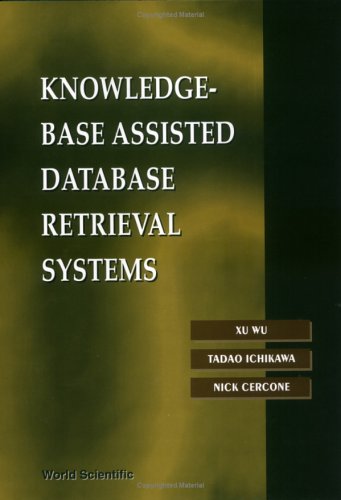 KNOWLEDGE-
BASE ASSISTED
DATABASE
RETRIEVAL
SYSTEMS
XU WU
TADAO ICHIKAWA
NICK CERCONE
World Scientific